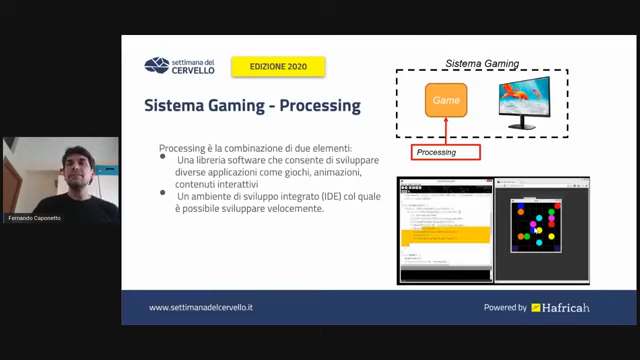 settimana del
CERVELLO
EDIZIONE 2020
Sistema Gaming
Sistema Gaming - Processing
Game
Processing
Processing è la combinazione di due elementi:
● Una libreria software che consente di sviluppare
diverse applicazioni come giochi, animazioni,
contenuti interattivi
● Un ambiente di sviluppo integrato (IDE) col quale
è possibile sviluppare velocemente.
Fernando Caponetto
www.settimanadelcervello.it
Powered by Hafricah